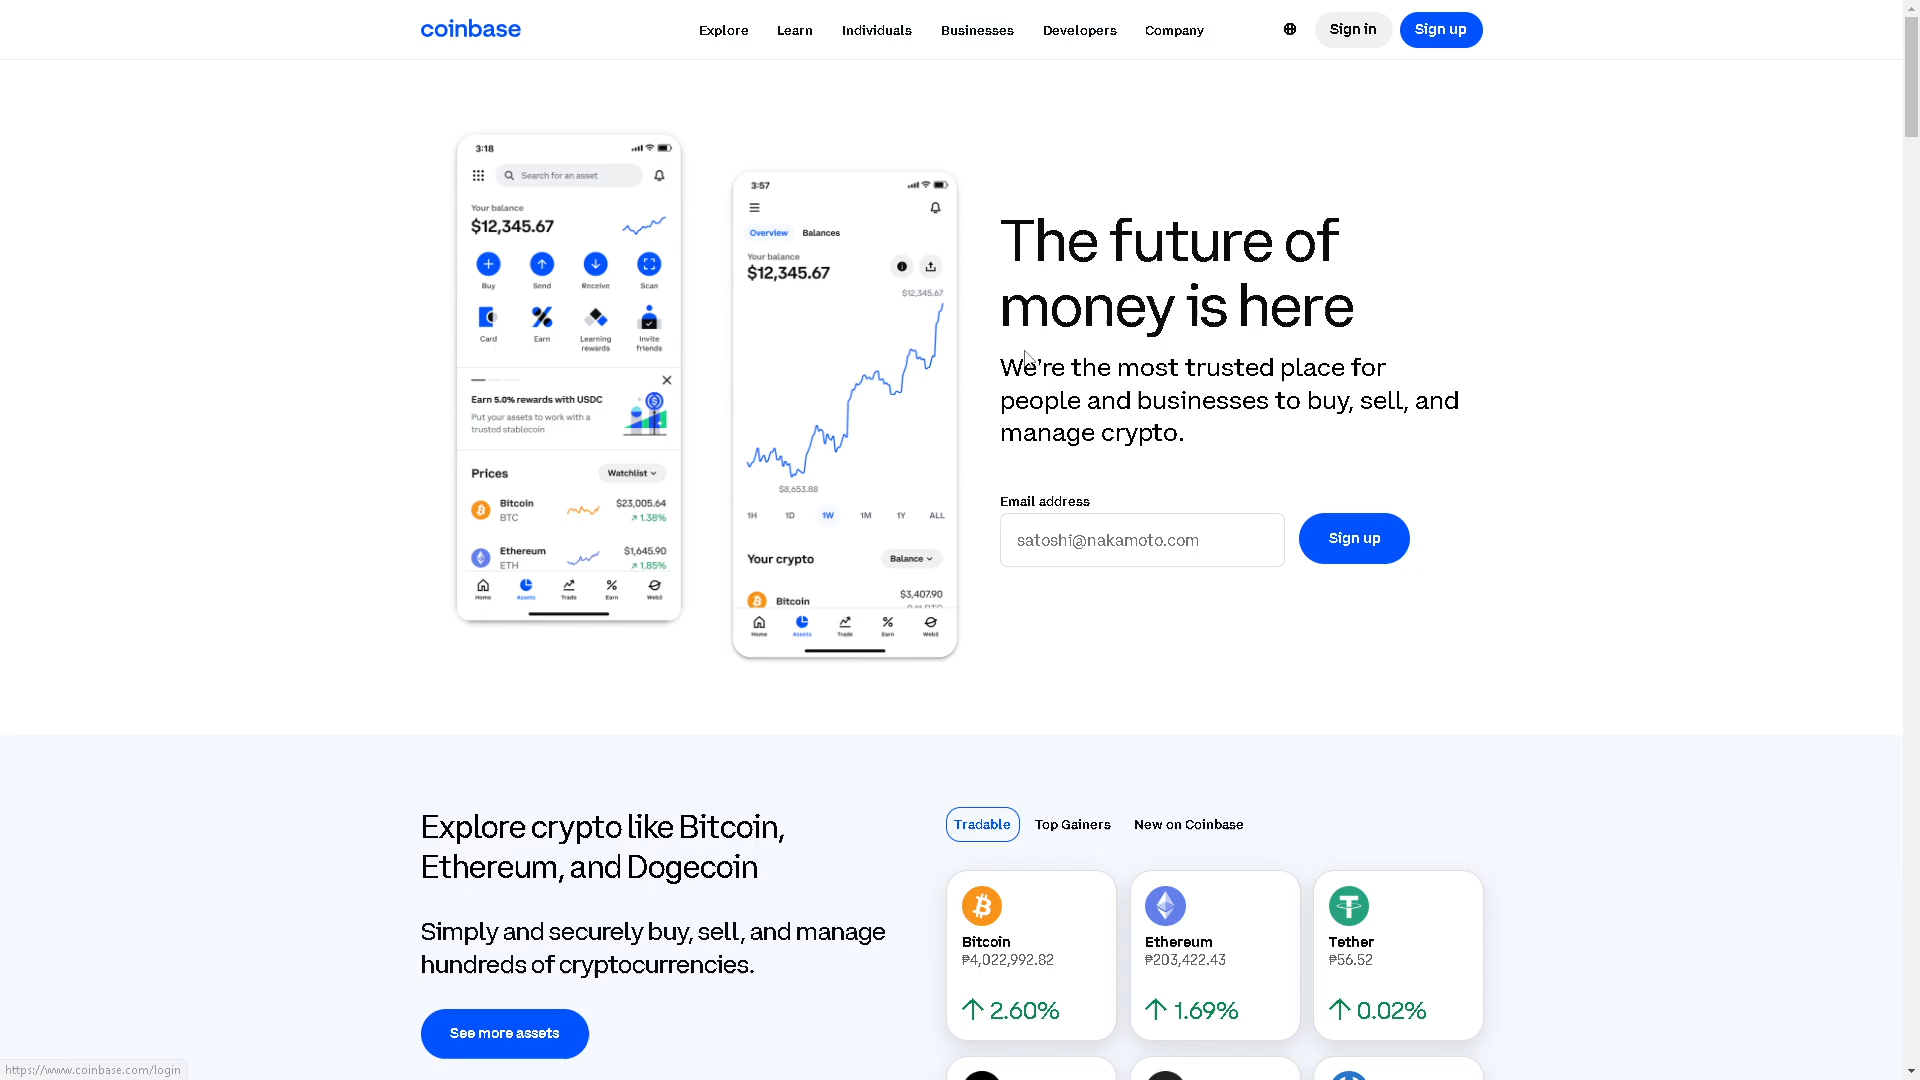 coinbase
Explore
Learn
Individuals
Businesses
Developers
Company
Sign in
Sign up
3:18
Search for an asset
Your balance
$12,345.67
Buy
Send
Receive
Scan
Card
Earn
Learning
rewards
Invite
friends
Earn 5.0% rewards with USDC
Put your assets to work with a
trusted stablecoin
Prices
Watchlist
Bitcoin
$23,005.64
BTC
↗ 1.38%
Ethereum
$1,645.90
ETH
↗ 1.85%
Home
Assets
Trade
Earn
Web3
3:57
Overview
Balances
Your balance
$12,345.67
$12,345.67
$8,653.88
1H
1D
1W
1M
1Y
ALL
Your crypto
Balance
Bitcoin
$3,407.90
Home
Assets
Trade
Earn
Web3
The future of
money is here
We're the most trusted place for
people and businesses to buy, sell, and
manage crypto.
Email address
satoshi@nakamoto.com
Sign up
Explore crypto like Bitcoin,
Ethereum, and Dogecoin
Simply and securely buy, sell, and manage
hundreds of cryptocurrencies.
See more assets
Tradable
Top Gainers
New on Coinbase
Bitcoin
₱4,022,992.82
↑ 2.60%
Ethereum
₱203,422.43
↑ 1.69%
Tether
₱56.52
↑ 0.02%
https://www.coinbase.com/login